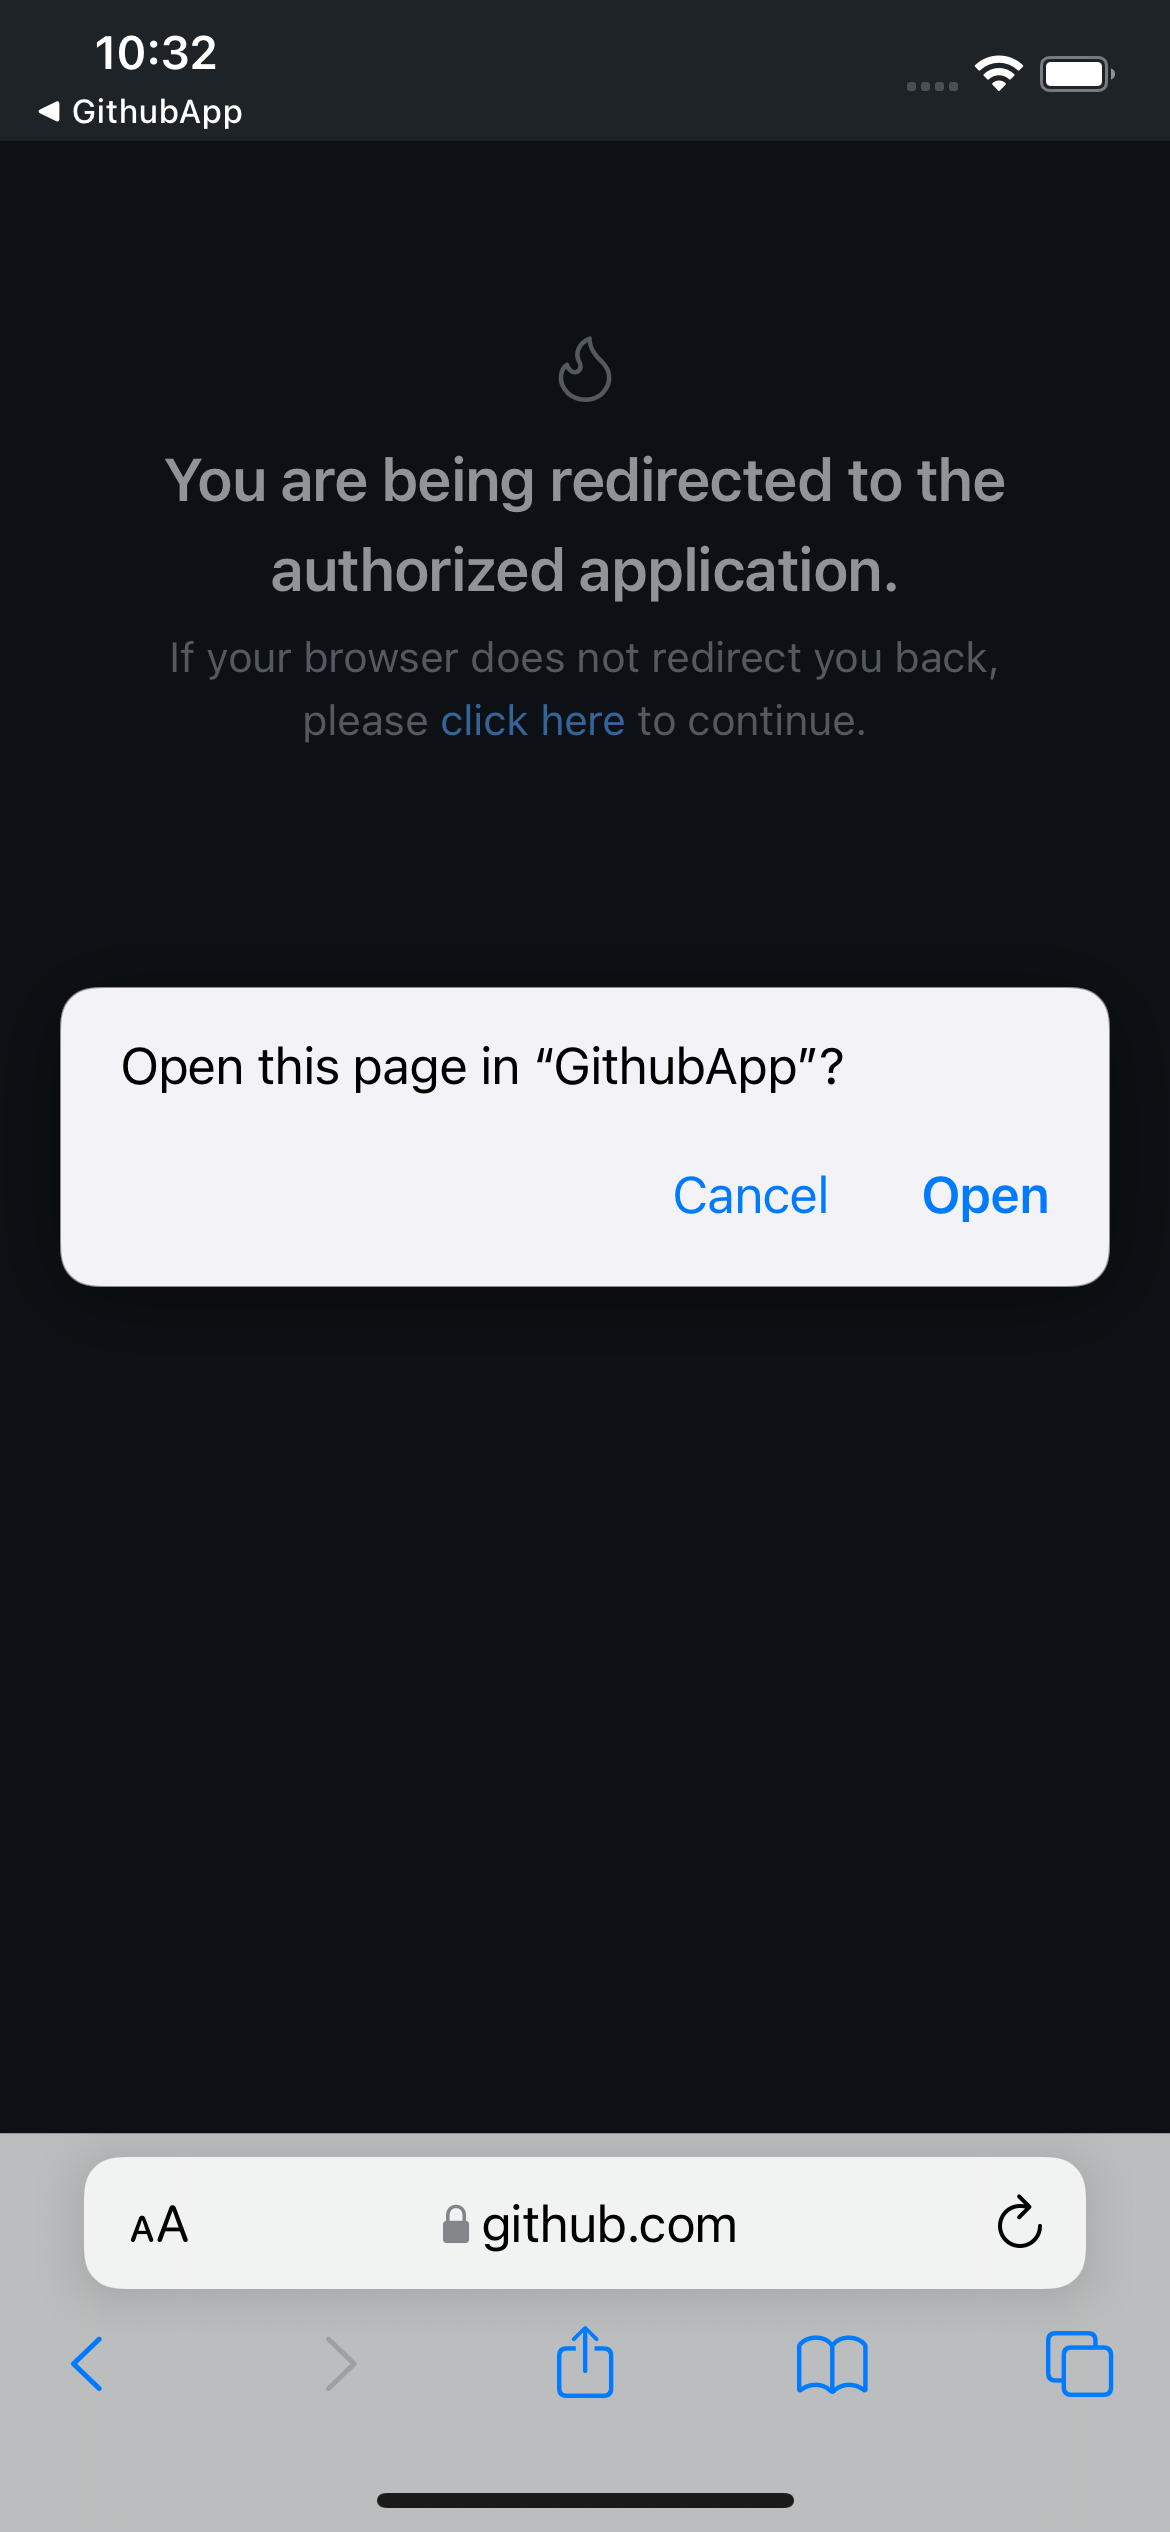 10:32
◀ GithubApp
You are being redirected to the
authorized application.
If your browser does not redirect you back,
please click here to continue.
Open this page in “GithubApp”?
Cancel Open
AA github.com